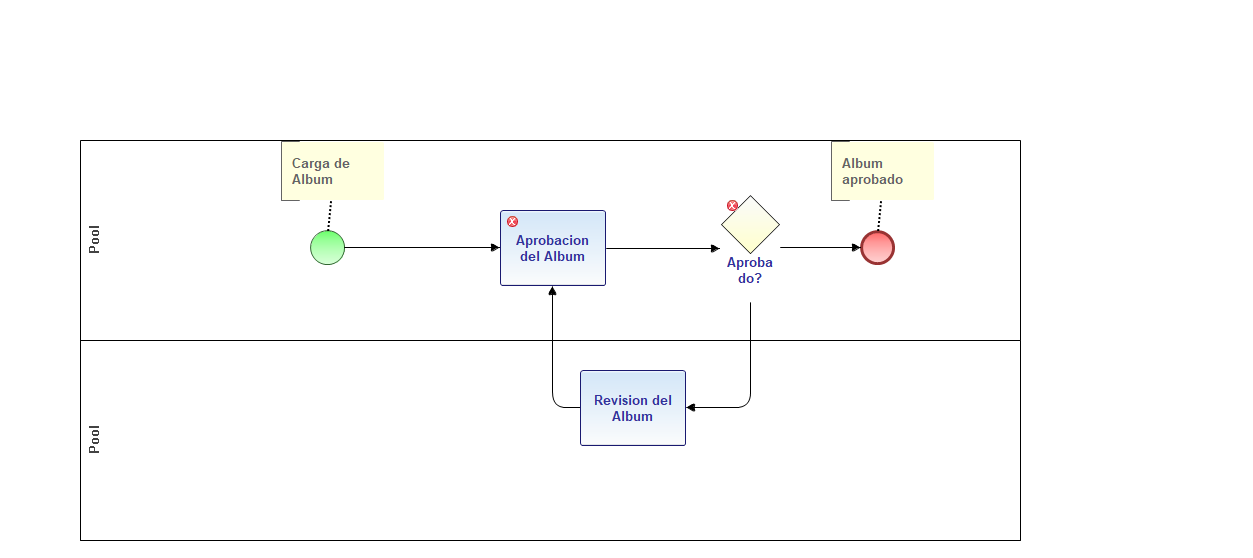 Carga de
Album
Album
aprobado
Pool
Aprobacion
del Album
Aproba
do?
Pool
Revision del
Album